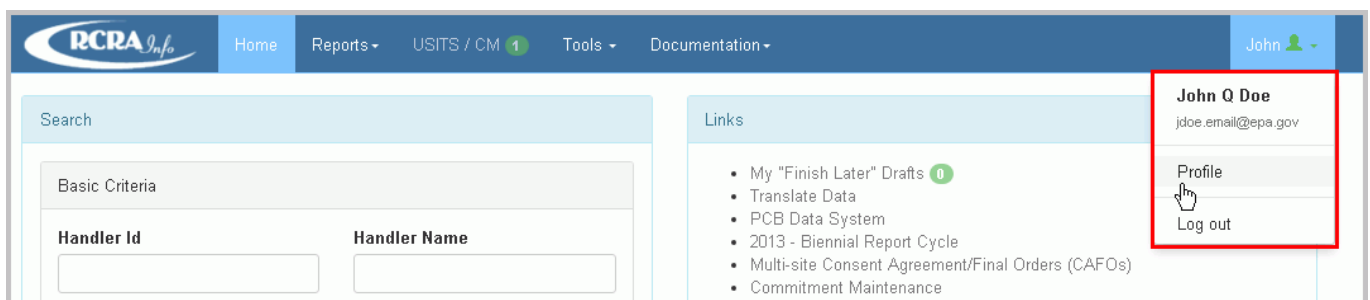 RCRAInfo Home Reports USITS / CM 1 Tools Documentation John
John Q Doe
jdoe.email@epa.gov
Profile
Log out
Search
Basic Criteria
Handler Id Handler Name
Links
My "Finish Later" Drafts 0
Translate Data
PCB Data System
2013 - Biennial Report Cycle
Multi-site Consent Agreement/Final Orders (CAFOs)
Commitment Maintenance